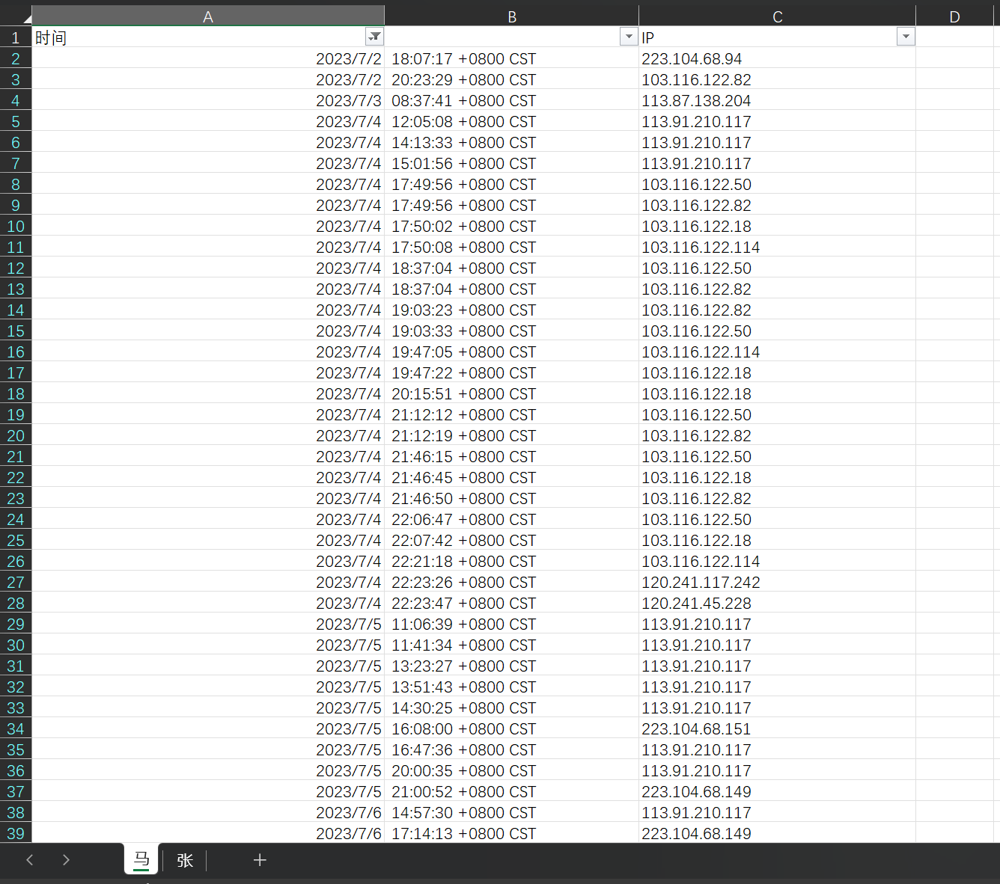 A B C D
1 时间 IP
2 2023/7/2 18:07:17 +0800 CST 223.104.68.94
3 2023/7/2 20:23:29 +0800 CST 103.116.122.82
4 2023/7/3 08:37:41 +0800 CST 113.87.138.204
5 2023/7/4 12:05:08 +0800 CST 113.91.210.117
6 2023/7/4 14:13:33 +0800 CST 113.91.210.117
7 2023/7/4 15:01:56 +0800 CST 113.91.210.117
8 2023/7/4 17:49:56 +0800 CST 103.116.122.50
9 2023/7/4 17:49:56 +0800 CST 103.116.122.82
10 2023/7/4 17:50:02 +0800 CST 103.116.122.18
11 2023/7/4 17:50:08 +0800 CST 103.116.122.114
12 2023/7/4 18:37:04 +0800 CST 103.116.122.50
13 2023/7/4 18:37:04 +0800 CST 103.116.122.82
14 2023/7/4 19:03:23 +0800 CST 103.116.122.82
15 2023/7/4 19:03:33 +0800 CST 103.116.122.50
16 2023/7/4 19:47:05 +0800 CST 103.116.122.114
17 2023/7/4 19:47:22 +0800 CST 103.116.122.18
18 2023/7/4 20:15:51 +0800 CST 103.116.122.18
19 2023/7/4 21:12:12 +0800 CST 103.116.122.50
20 2023/7/4 21:12:19 +0800 CST 103.116.122.82
21 2023/7/4 21:46:15 +0800 CST 103.116.122.50
22 2023/7/4 21:46:45 +0800 CST 103.116.122.18
23 2023/7/4 21:46:50 +0800 CST 103.116.122.82
24 2023/7/4 22:06:47 +0800 CST 103.116.122.50
25 2023/7/4 22:07:42 +0800 CST 103.116.122.18
26 2023/7/4 22:21:18 +0800 CST 103.116.122.114
27 2023/7/4 22:23:26 +0800 CST 120.241.117.242
28 2023/7/4 22:23:47 +0800 CST 120.241.45.228
29 2023/7/5 11:06:39 +0800 CST 113.91.210.117
30 2023/7/5 11:41:34 +0800 CST 113.91.210.117
31 2023/7/5 13:23:27 +0800 CST 113.91.210.117
32 2023/7/5 13:51:43 +0800 CST 113.91.210.117
33 2023/7/5 14:30:25 +0800 CST 113.91.210.117
34 2023/7/5 16:08:00 +0800 CST 223.104.68.151
35 2023/7/5 16:47:36 +0800 CST 113.91.210.117
36 2023/7/5 20:00:35 +0800 CST 113.91.210.117
37 2023/7/5 21:00:52 +0800 CST 223.104.68.149
38 2023/7/6 14:57:30 +0800 CST 113.91.210.117
39 2023/7/6 17:14:13 +0800 CST 223.104.68.149
马 张 +